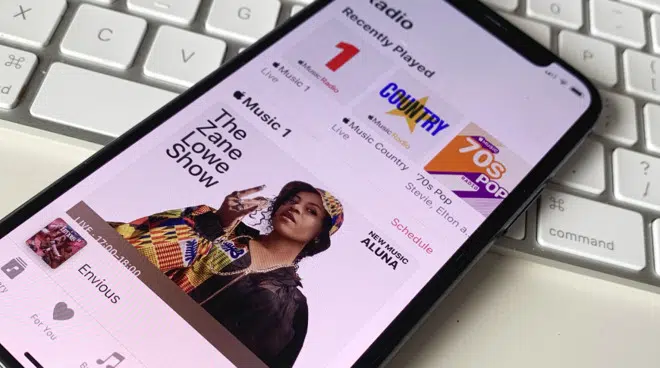 X
C
V
⌘
P
?
/
⌘
command
Radio
Recently Played
1
Music Radio
Music 1
Live
COUNTRY
Music Radio
Music Country
Live
70s
POP
RADIO
'70s Pop
Stevie, Elton a
Music 1
The
Zane
Lowe
Show
Schedule
NEW MUSIC
ALUNA
LIVE · 17:00–18:00
Envious
ry
For You